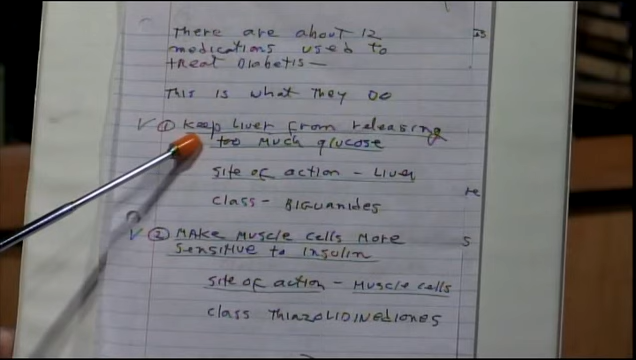 There are about 12
medications used to
treat Diabetis—
This is what They DO
✓ ① Keep Liver from releasing
too Much glucose
site of action - Liver
class - BIGUANIDES
✓ ② MAKE Muscle cells More
SENSITIVE to Insulin
site of action - Muscle cells
class THIAZOLIDINEDIONES
re
s